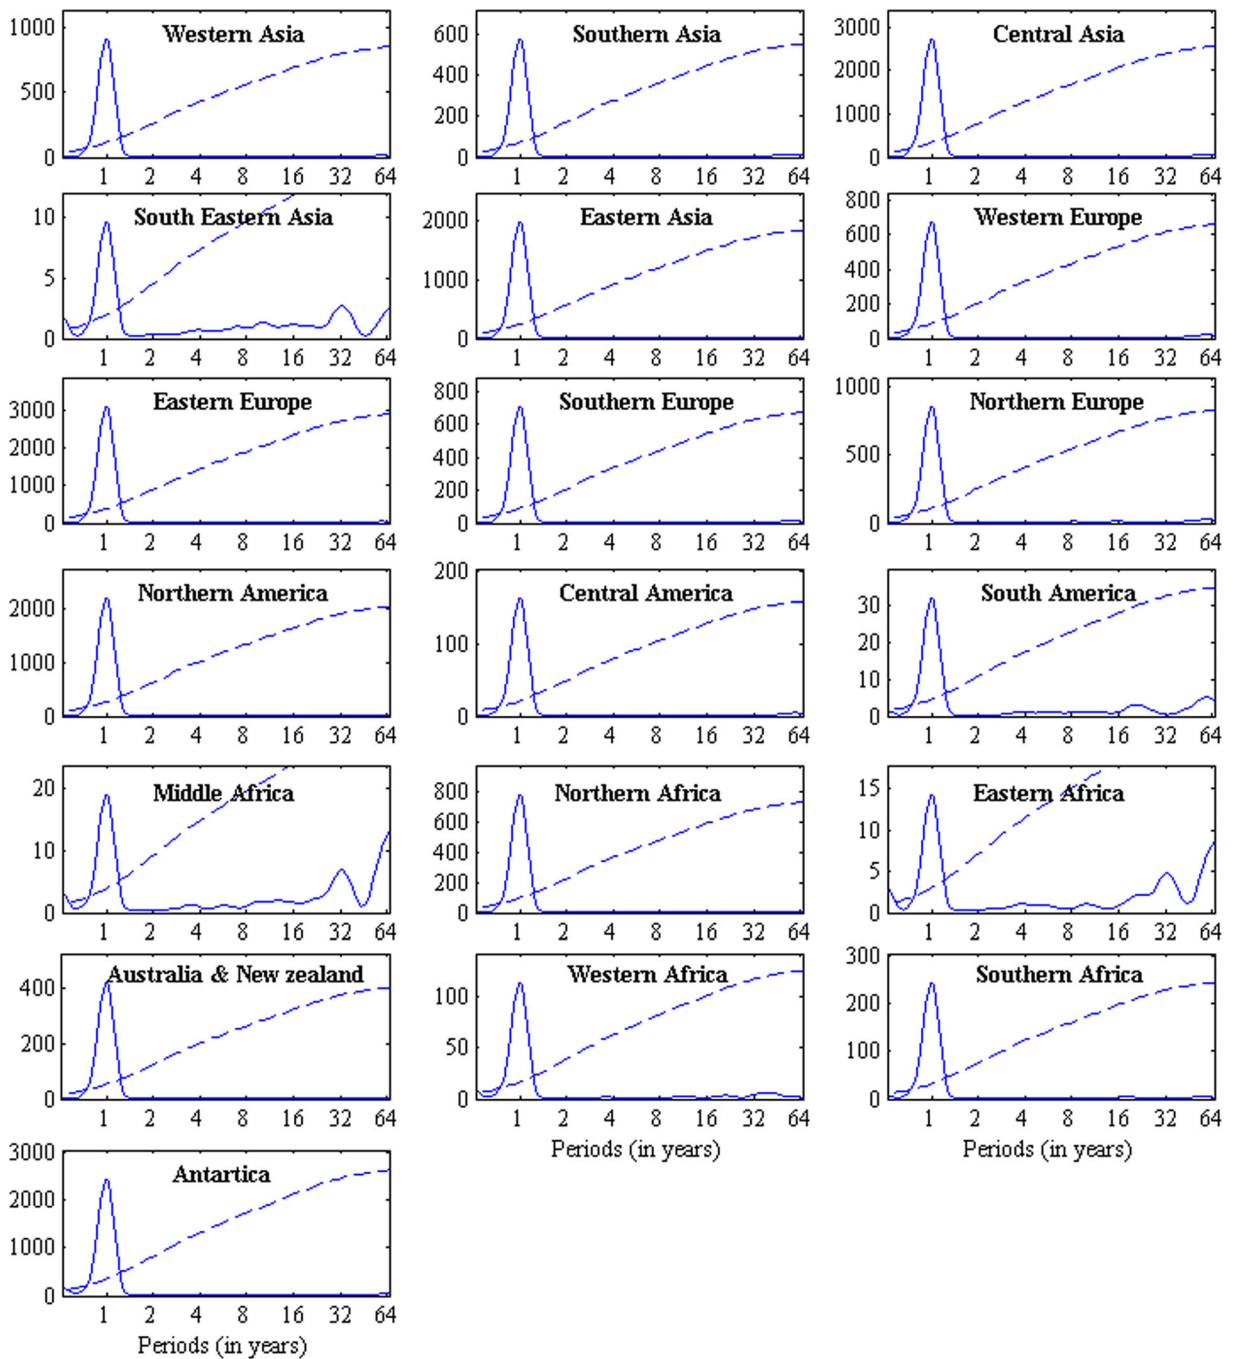 Western Asia
1000
500
0
1 2 4 8 16 32 64
Southern Asia
600
400
200
0
1 2 4 8 16 32 64
Central Asia
3000
2000
1000
0
1 2 4 8 16 32 64
South Eastern Asia
10
5
0
1 2 4 8 16 32 64
Eastern Asia
2000
1000
0
1 2 4 8 16 32 64
Western Europe
800
600
400
200
0
1 2 4 8 16 32 64
Eastern Europe
3000
2000
1000
0
1 2 4 8 16 32 64
Southern Europe
800
600
400
200
0
1 2 4 8 16 32 64
Northern Europe
1000
500
0
1 2 4 8 16 32 64
Northern America
2000
1000
0
1 2 4 8 16 32 64
Central America
200
100
0
1 2 4 8 16 32 64
South America
30
20
10
0
1 2 4 8 16 32 64
Middle Africa
20
10
0
1 2 4 8 16 32 64
Northern Africa
800
600
400
200
0
1 2 4 8 16 32 64
Eastern Africa
15
10
5
0
1 2 4 8 16 32 64
Australia & New zealand
400
200
0
1 2 4 8 16 32 64
Western Africa
100
50
0
1 2 4 8 16 32 64
Periods (in years)
Southern Africa
300
200
100
0
1 2 4 8 16 32 64
Periods (in years)
Antartica
3000
2000
1000
0
1 2 4 8 16 32 64
Periods (in years)